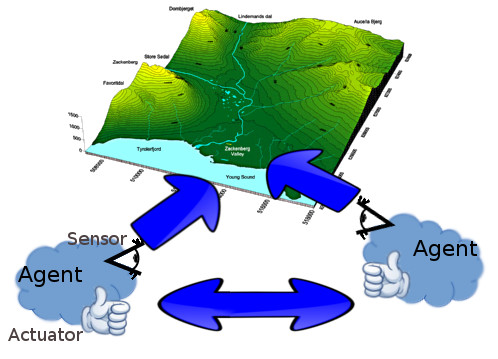 Dombjerget
Lindemands dal
Aucella Bjerg
Store Sødal
Zackenberg
Favoritdal
1500
1000
500
0
Tyrolerfjord
Zackenberg
Valley
Young Sound
Sensor
Agent
Agent
Actuator